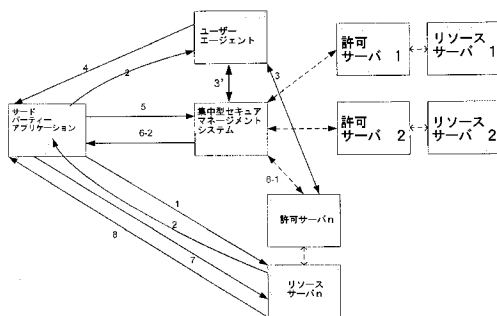 ユーザー
エージェント
許可
サーバ 1
リソース
サーバ 1
4
2
3'
3
サード
パーティー
アプリケーション
5
集中型セキュア
マネージメント
システム
6-2
許可
サーバ 2
リソース
サーバ 2
6-1
1
許可サーバn
2
8
7
リソース
サーバn